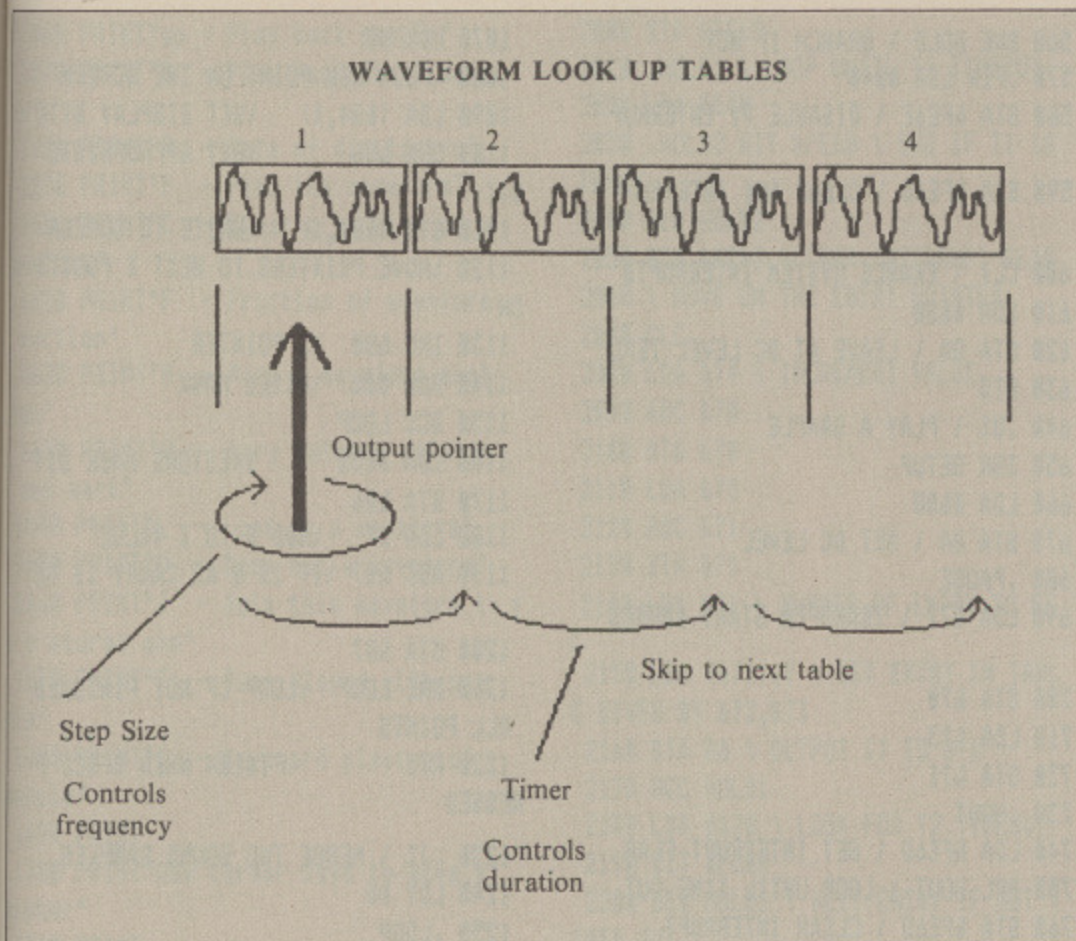 WAVEFORM LOOK UP TABLES
1 2 3 4
Output pointer
Skip to next table
Step Size
Controls
frequency
Timer
Controls
duration